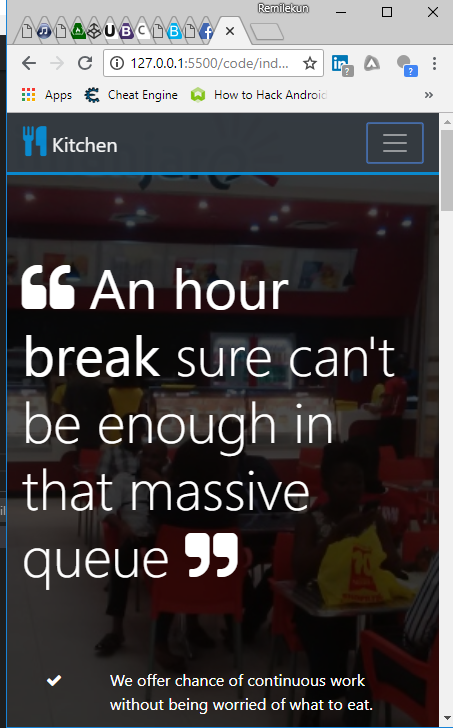 Remilekun
127.0.0.1:5500/code/ind...
Apps
Cheat Engine
How to Hack Android
»
Kitchen
❝ An hour
break sure can't
be enough in
that massive
queue ❞
✔ We offer chance of continuous work
without being worried of what to eat.